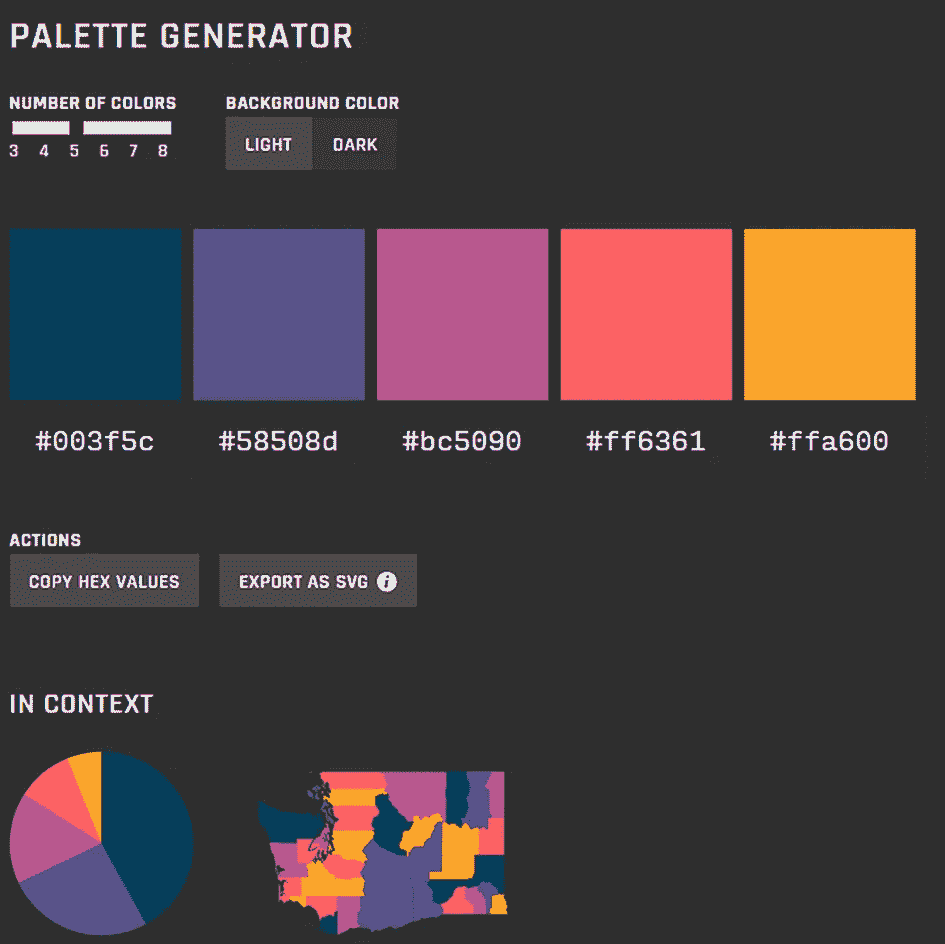 PALETTE GENERATOR
NUMBER OF COLORS
3 4 5 6 7 8
BACKGROUND COLOR
LIGHT DARK
#003f5c #58508d #bc5090 #ff6361 #ffa600
ACTIONS
COPY HEX VALUES EXPORT AS SVG i
IN CONTEXT